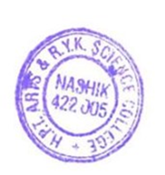 H.P.T. ARTS & R.Y.K. SCIENCE COLLEGE *
NASHIK
422 005